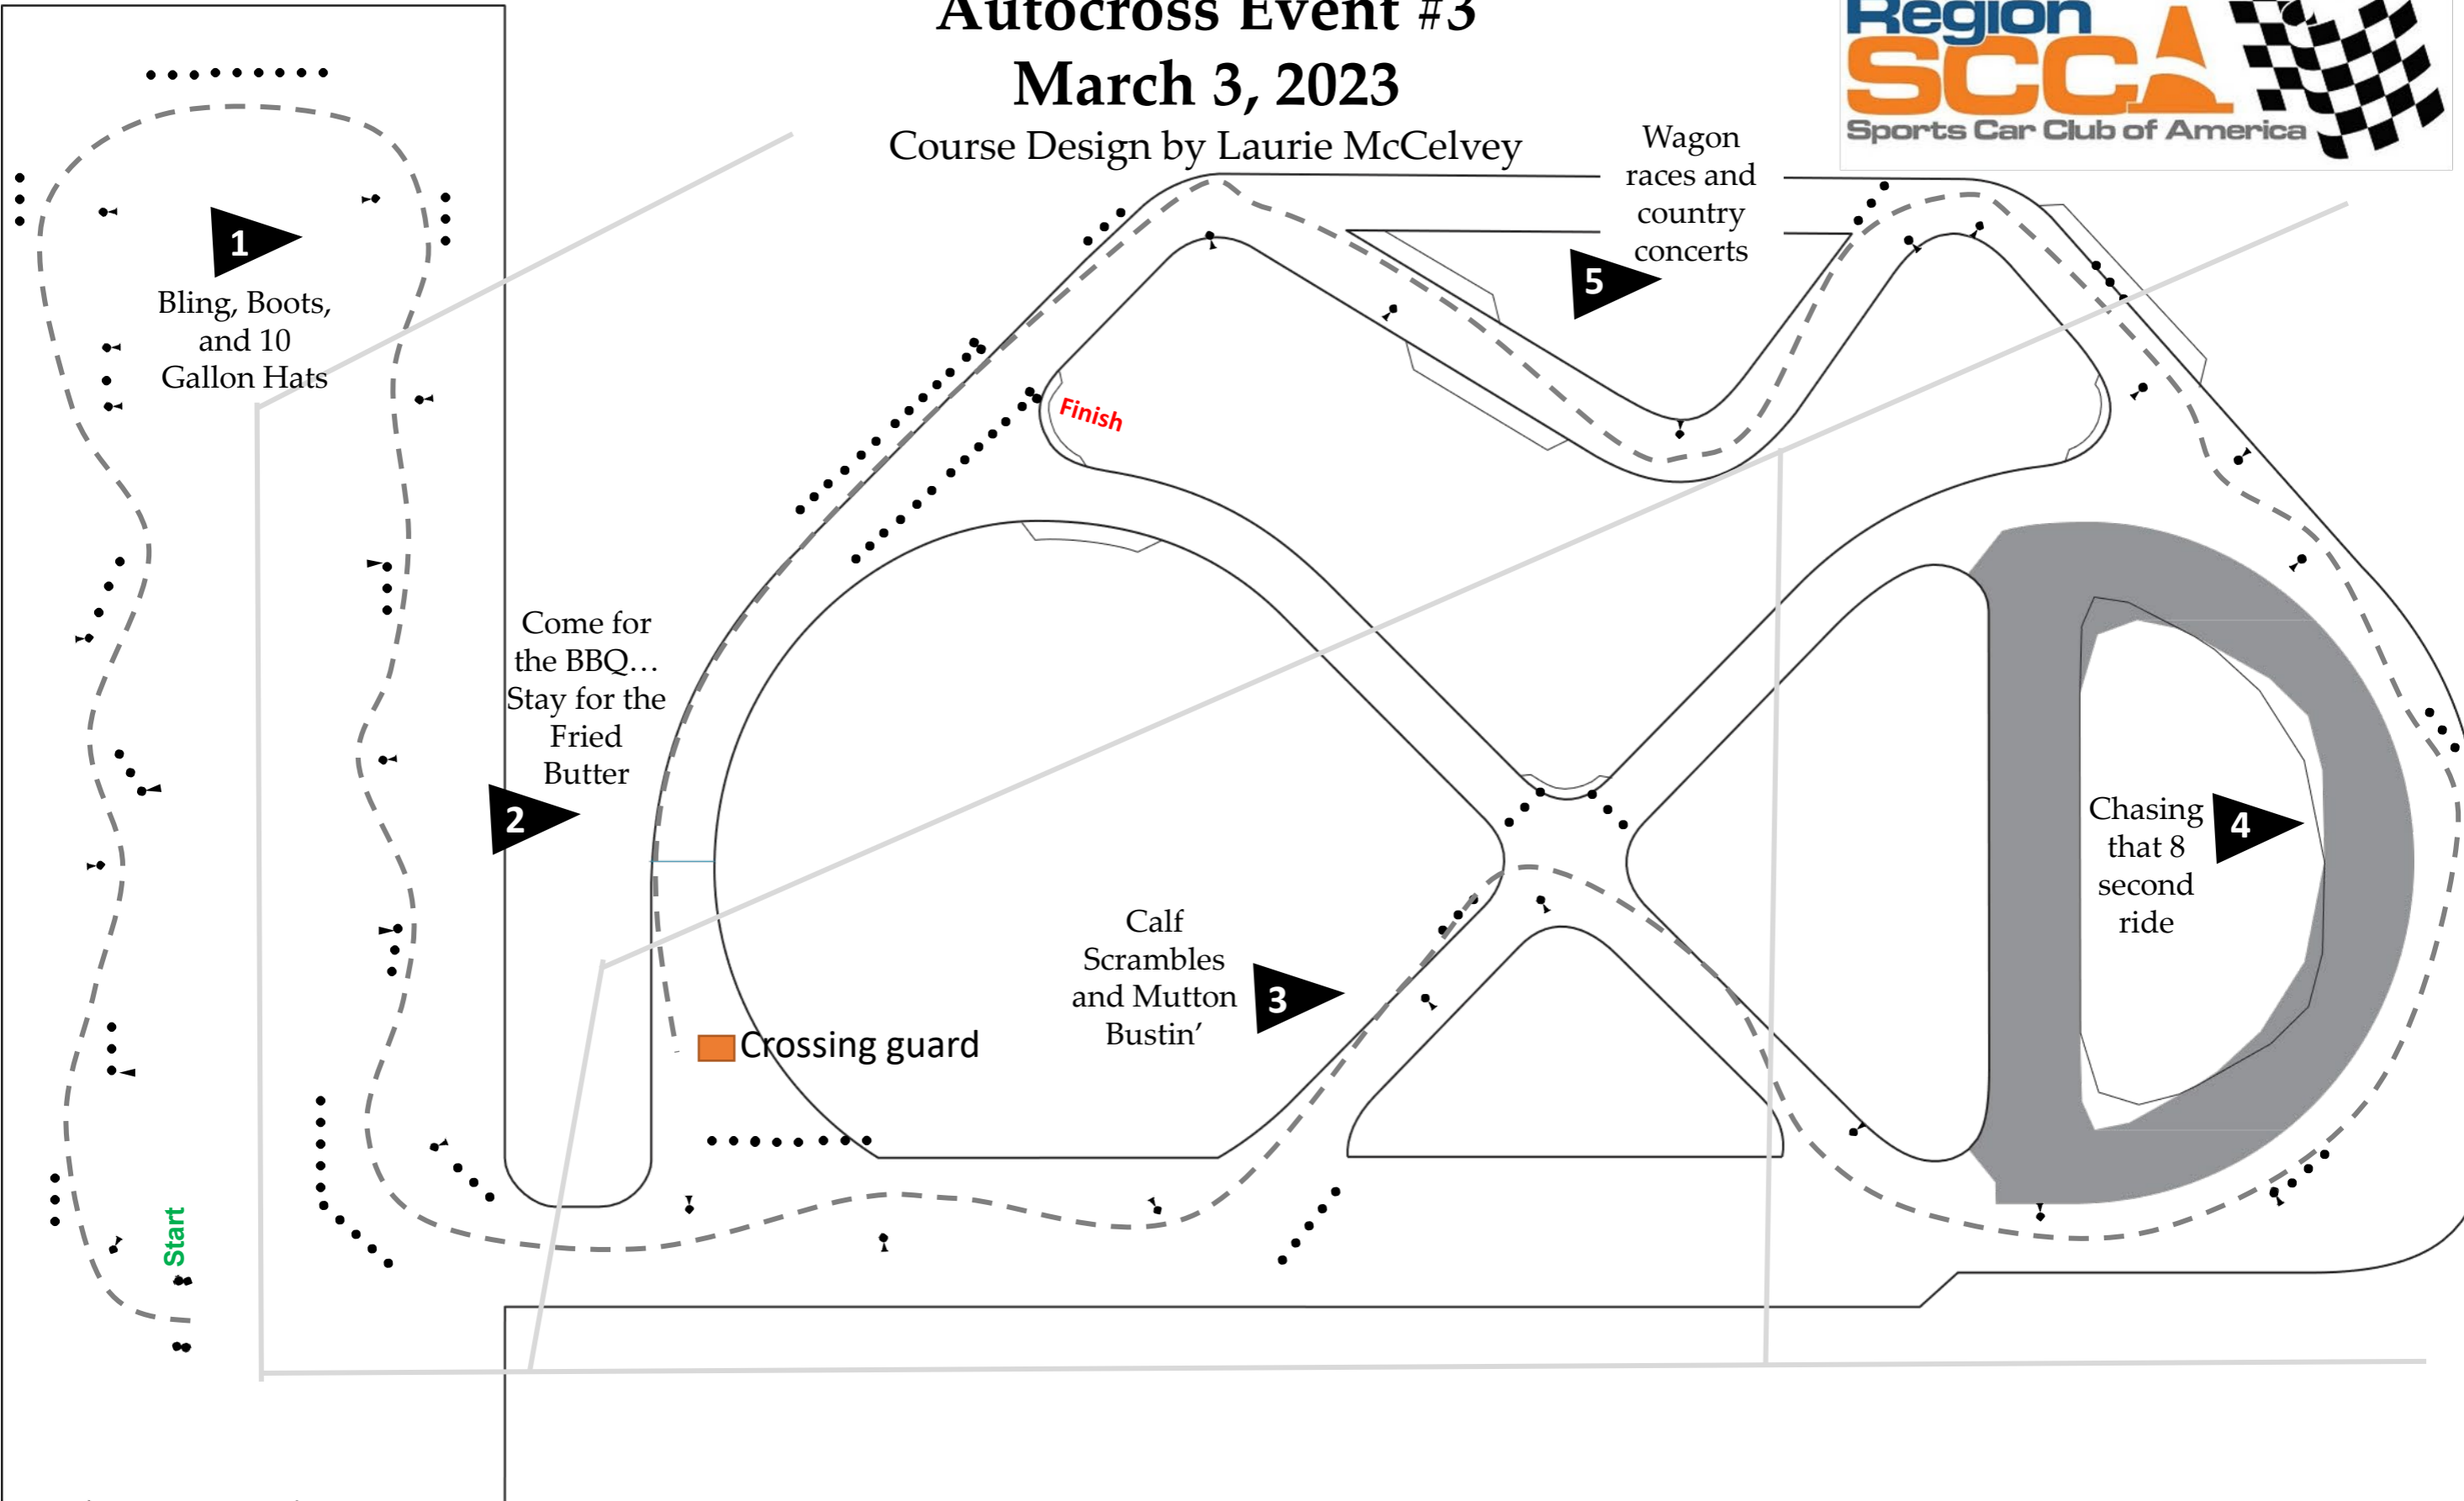 Autocross Event #3
March 3, 2023
Course Design by Laurie McCelvey
Region
SCCA
Sports Car Club of America
Wagon
races and
country
concerts
5
1
Bling, Boots,
and 10
Gallon Hats
Finish
Come for
the BBQ…
Stay for the
Fried
Butter
2
Chasing
that 8
second
ride
4
Calf
Scrambles
and Mutton
Bustin’
3
Crossing guard
Start